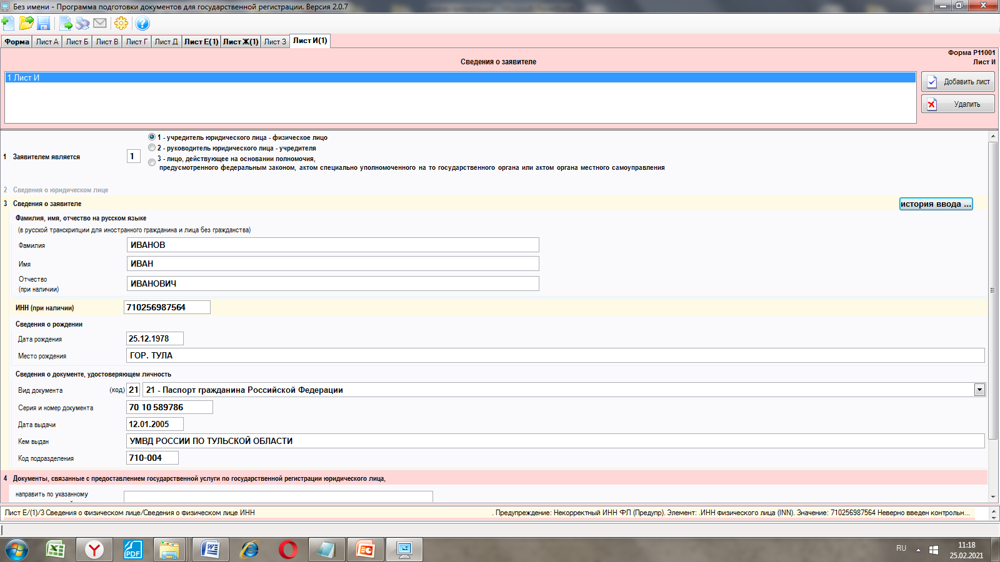 Без имени - Программа подготовки документов для государственной регистрации. Версия 2.0.7
Форма Лист А Лист Б Лист В Лист Г Лист Д Лист Е(1) Лист Ж(1) Лист З Лист И(1)
Форма Р11001
Сведения о заявителе
Лист И
1 Лист И
Добавить лист
Удалить
1 - учредитель юридического лица - физическое лицо
2 - руководитель юридического лица - учредителя
1 Заявителем является 1
3 - лицо, действующее на основании полномочия,
предусмотренного федеральным законом, актом специально уполномоченного на то государственного органа или актом органа местного самоуправления
2 Сведения о юридическом лице
3 Сведения о заявителе
история ввода ...
Фамилия, имя, отчество на русском языке
(в русской транскрипции для иностранного гражданина и лица без гражданства)
Фамилия ИВАНОВ
Имя ИВАН
Отчество
(при наличии) ИВАНОВИЧ
ИНН (при наличии) 710256987564
Сведения о рождении
Дата рождения 25.12.1978
Место рождения ГОР. ТУЛА
Сведения о документе, удостоверяющем личность
Вид документа (код) 21 21 - Паспорт гражданина Российской Федерации
Серия и номер документа 70 10 589786
Дата выдачи 12.01.2005
Кем выдан УМВД РОССИИ ПО ТУЛЬСКОЙ ОБЛАСТИ
Код подразделения 710-004
4 Документы, связанные с предоставлением государственной услуги по государственной регистрации юридического лица,
направить по указанному
Лист Е/(1)/3 Сведения о физическом лице/Сведения о физическом лице ИНН . Предупреждение: Некорректный ИНН ФЛ (Предупр). Элемент: .ИНН физического лица (INN). Значение: 710256987564 Неверно введен контрольн...
PDF
RU
11:18
25.02.2021